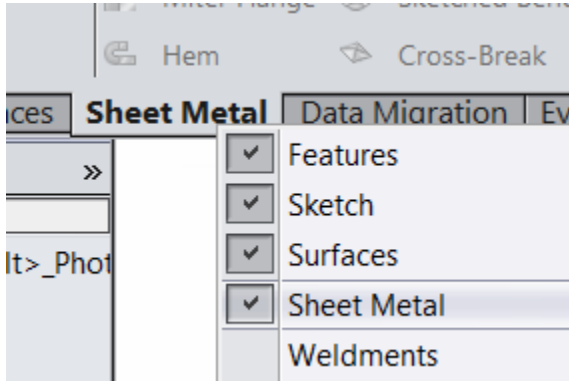 Hem Cross-Break
Sheet Metal Data Migration
Features
Sketch
Surfaces
Sheet Metal
Weldments